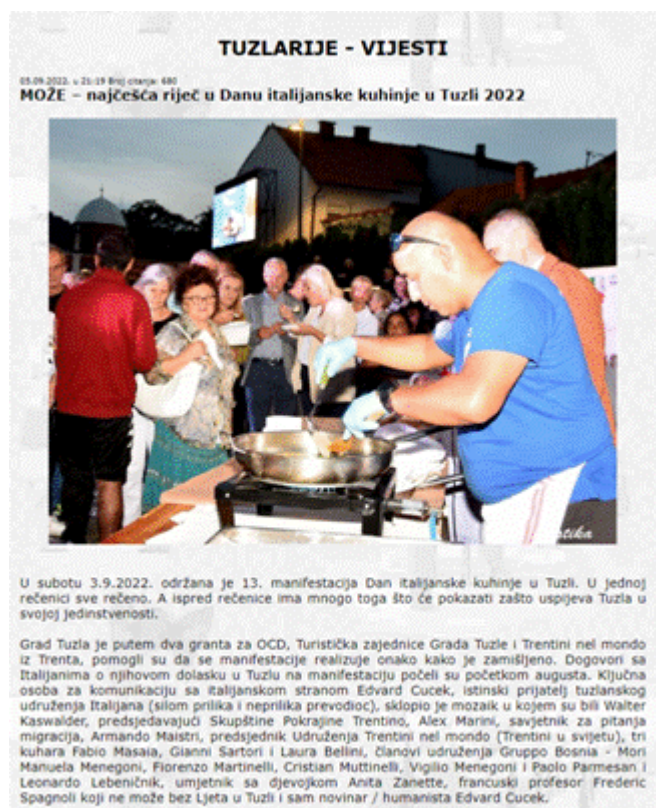 TUZLARIJE - VIJESTI
05.09.2022. u 21:19 Broj citanja: 680
MOŽE – najčešća riječ u Danu italijanske kuhinje u Tuzli 2022
U subotu 3.9.2022. održana je 13. manifestacija Dan italijanske kuhinje u Tuzli. U jednoj
rečenici sve rečeno. A ispred rečenice ima mnogo toga što će pokazati zašto uspijeva Tuzla u
svojoj jedinstvenosti.
Grad Tuzla je putem dva granta za OCD, Turistička zajednice Grada Tuzle i Trentini nel mondo
iz Trenta, pomogli su da se manifestacije realizuje onako kako je zamišljeno. Dogovori sa
Italijanima o njihovom dolasku u Tuzlu na manifestaciju počeli su početkom augusta. Ključna
osoba za komunikaciju sa italijanskom stranom Edvard Cucek, istinski prijatelj tuzlanskog
udruženja Italijana (silom prilika i neprilika prevodioc), sklopio je mozaik u kojem su bili Walter
Kaswalder, predsjedavajući Skupštine Pokrajine Trentino, Alex Marini, savjetnik za pitanja
migracija, Armando Maistri, predsjednik Udruženja Trentini nel mondo (Trentini u svijetu), tri
kuhara Fabio Masaia, Gianni Sartori i Laura Bellini, članovi udruženja Gruppo Bosnia - Mori
Manuela Menegoni, Fiorenzo Martinelli, Cristian Muttinelli, Vigilio Menegoni i Paolo Parmesan i
Leonardo Lebeničnik, umjetnik sa djevojkom Anita Zanette, francuski profesor Frederic
Spagnoli koji ne može bez Ljeta u Tuzli i sam novinar / humanista Edvard Cucek.